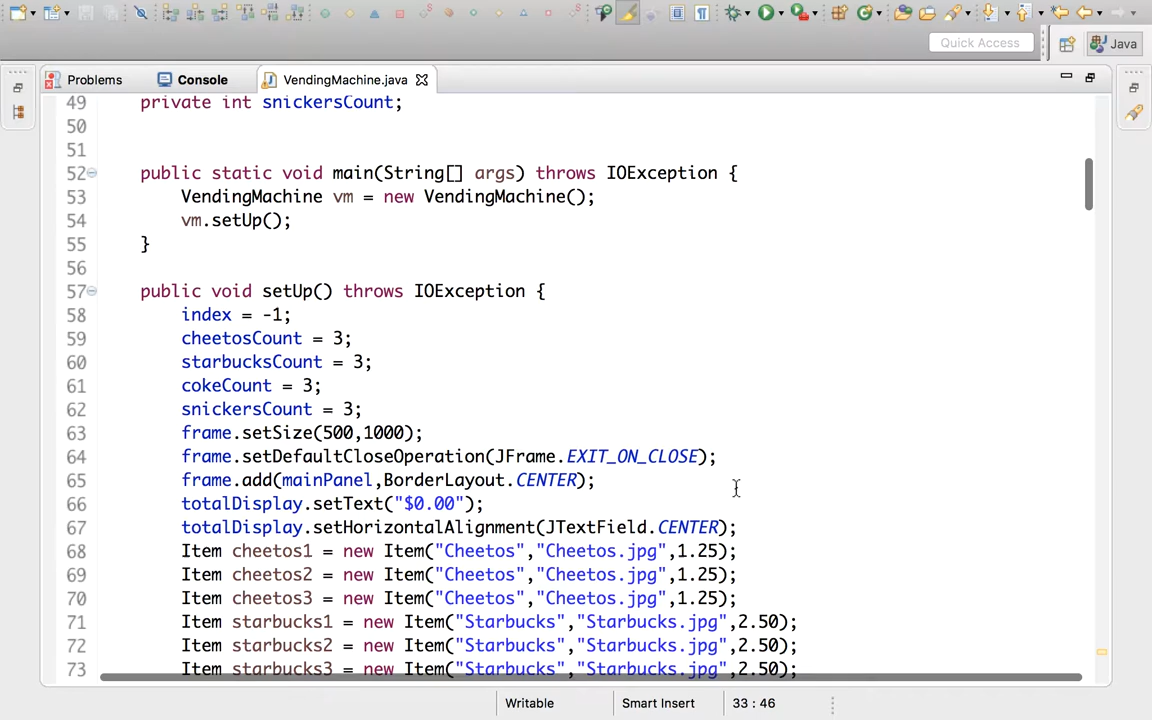 Quick Access
Java
Problems
Console
VendingMachine.java
49 private int snickersCount;
50
51
52 public static void main(String[] args) throws IOException {
53 VendingMachine vm = new VendingMachine();
54 vm.setUp();
55 }
56
57 public void setUp() throws IOException {
58 index = -1;
59 cheetosCount = 3;
60 starbucksCount = 3;
61 cokeCount = 3;
62 snickersCount = 3;
63 frame.setSize(500,1000);
64 frame.setDefaultCloseOperation(JFrame.EXIT_ON_CLOSE);
65 frame.add(mainPanel,BorderLayout.CENTER);
66 totalDisplay.setText("$0.00");
67 totalDisplay.setHorizontalAlignment(JTextField.CENTER);
68 Item cheetos1 = new Item("Cheetos","Cheetos.jpg",1.25);
69 Item cheetos2 = new Item("Cheetos","Cheetos.jpg",1.25);
70 Item cheetos3 = new Item("Cheetos","Cheetos.jpg",1.25);
71 Item starbucks1 = new Item("Starbucks","Starbucks.jpg",2.50);
72 Item starbucks2 = new Item("Starbucks","Starbucks.jpg",2.50);
73 Item starbucks3 = new Item("Starbucks","Starbucks.jpg",2.50);
Writable
Smart Insert
33 : 46